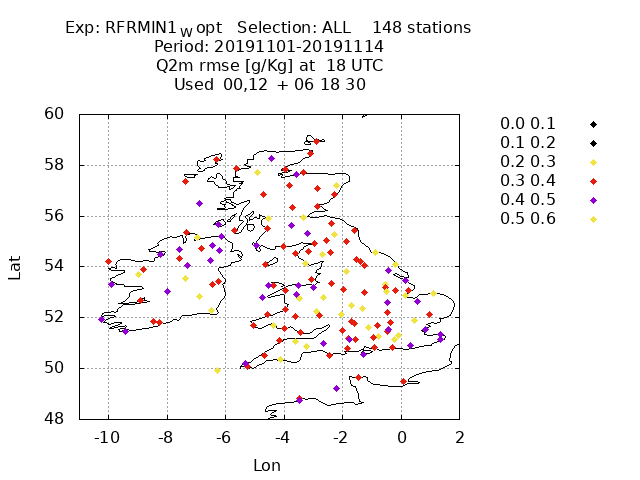 Exp: RFRMIN1wopt Selection: ALL 148 stations
Period: 20191101-20191114
Q2m rmse [g/Kg] at 18 UTC
Used 00,12 + 06 18 30
60
58
56
54
52
50
48
Lat
-10 -8 -6 -4 -2 0 2
Lon
0.0 0.1
0.1 0.2
0.2 0.3
0.3 0.4
0.4 0.5
0.5 0.6